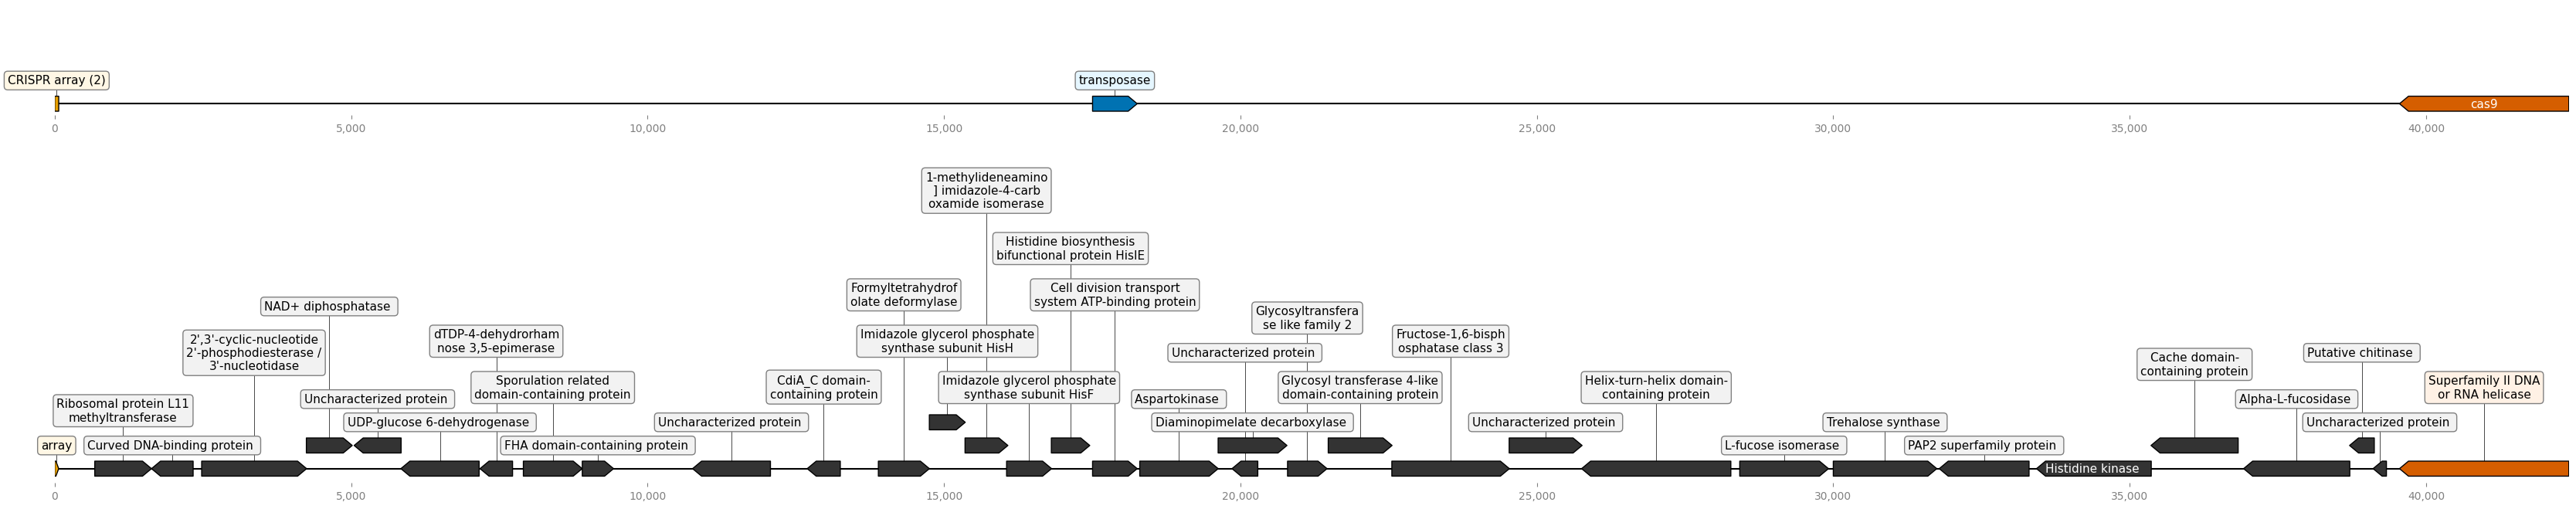 CRISPR array (2)
transposase
cas9
0
5,000
10,000
15,000
20,000
25,000
30,000
35,000
40,000
1-methylideneamino
] imidazole-4-carb
oxamide isomerase
Histidine biosynthesis
bifunctional protein HisIE
Formyltetrahydrof
olate deformylase
Cell division transport
system ATP-binding protein
NAD+ diphosphatase
Glycosyltransfera
se like family 2
2',3'-cyclic-nucleotide
2'-phosphodiesterase /
3'-nucleotidase
dTDP-4-dehydrorham
nose 3,5-epimerase
Imidazole glycerol phosphate
synthase subunit HisH
Uncharacterized protein
Fructose-1,6-bisph
osphatase class 3
Cache domain-
containing protein
Putative chitinase
Ribosomal protein L11
methyltransferase
Uncharacterized protein
Sporulation related
domain-containing protein
CdiA_C domain-
containing protein
Imidazole glycerol phosphate
synthase subunit HisF
Aspartokinase
Glycosyl transferase 4-like
domain-containing protein
Helix-turn-helix domain-
containing protein
Alpha-L-fucosidase
Superfamily II DNA
or RNA helicase
UDP-glucose 6-dehydrogenase
Uncharacterized protein
Diaminopimelate decarboxylase
Uncharacterized protein
Trehalose synthase
Uncharacterized protein
array
Curved DNA-binding protein
FHA domain-containing protein
L-fucose isomerase
PAP2 superfamily protein
Histidine kinase
0
5,000
10,000
15,000
20,000
25,000
30,000
35,000
40,000